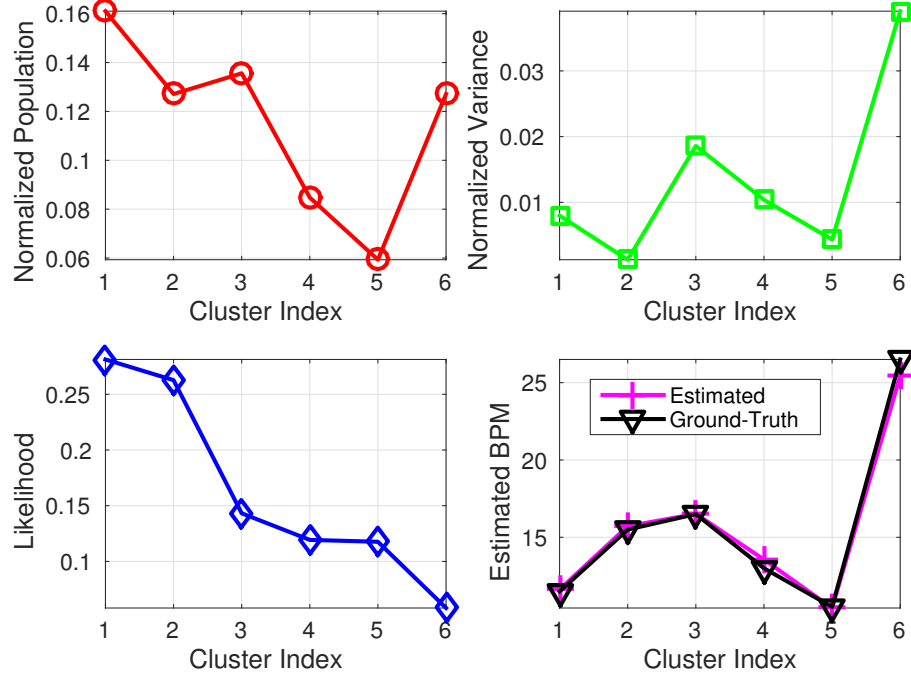 Normalized Population
0.16
0.14
0.12
0.1
0.08
0.06
1 2 3 4 5 6
Cluster Index
Normalized Variance
0.03
0.02
0.01
1 2 3 4 5 6
Cluster Index
Likelihood
0.25
0.2
0.15
0.1
1 2 3 4 5 6
Cluster Index
Estimated BPM
25
20
15
Estimated
Ground-Truth
1 2 3 4 5 6
Cluster Index